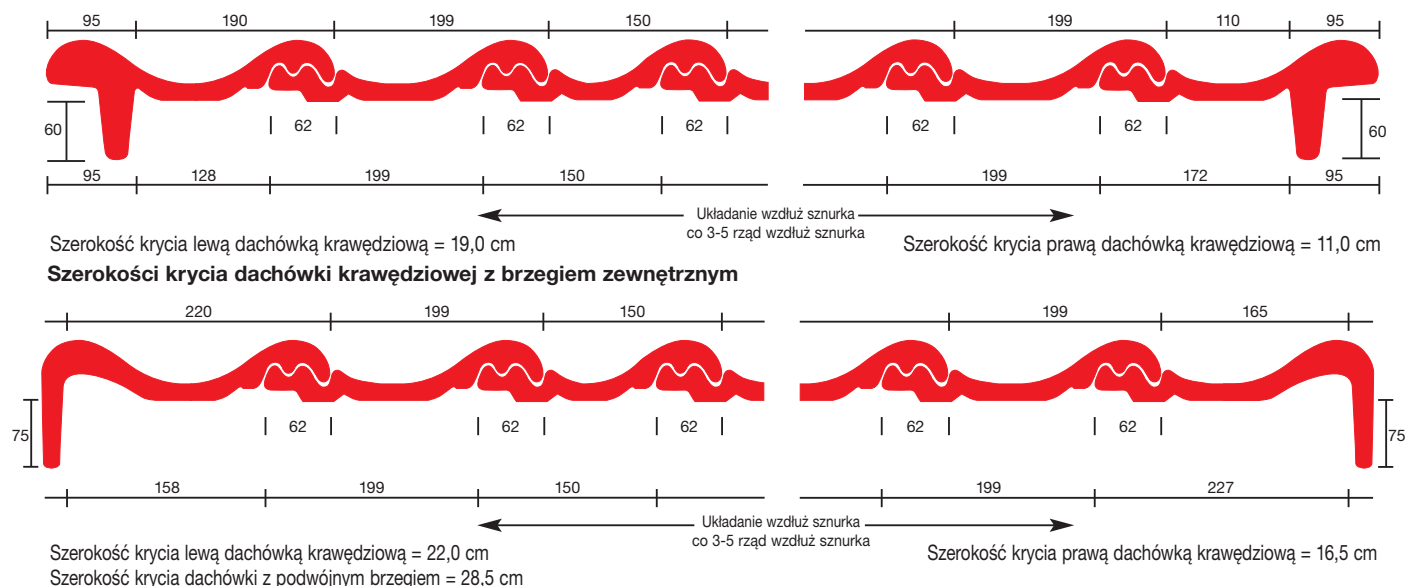 95 190 199 150 199 110 95
60 62 62 62 62 62 60
95 128 199 150 199 172 95
Układanie wzdłuż sznurka
co 3-5 rząd wzdłuż sznurka
Szerokość krycia lewą dachówką krawędziową = 19,0 cm
Szerokość krycia prawą dachówką krawędziową = 11,0 cm
Szerokości krycia dachówki krawędziowej z brzegiem zewnętrznym
220 199 150 199 165
75 62 62 62 62 62 75
158 199 150 199 227
Układanie wzdłuż sznurka
co 3-5 rząd wzdłuż sznurka
Szerokość krycia lewą dachówką krawędziową = 22,0 cm
Szerokość krycia prawą dachówką krawędziową = 16,5 cm
Szerokość krycia dachówki z podwójnym brzegiem = 28,5 cm